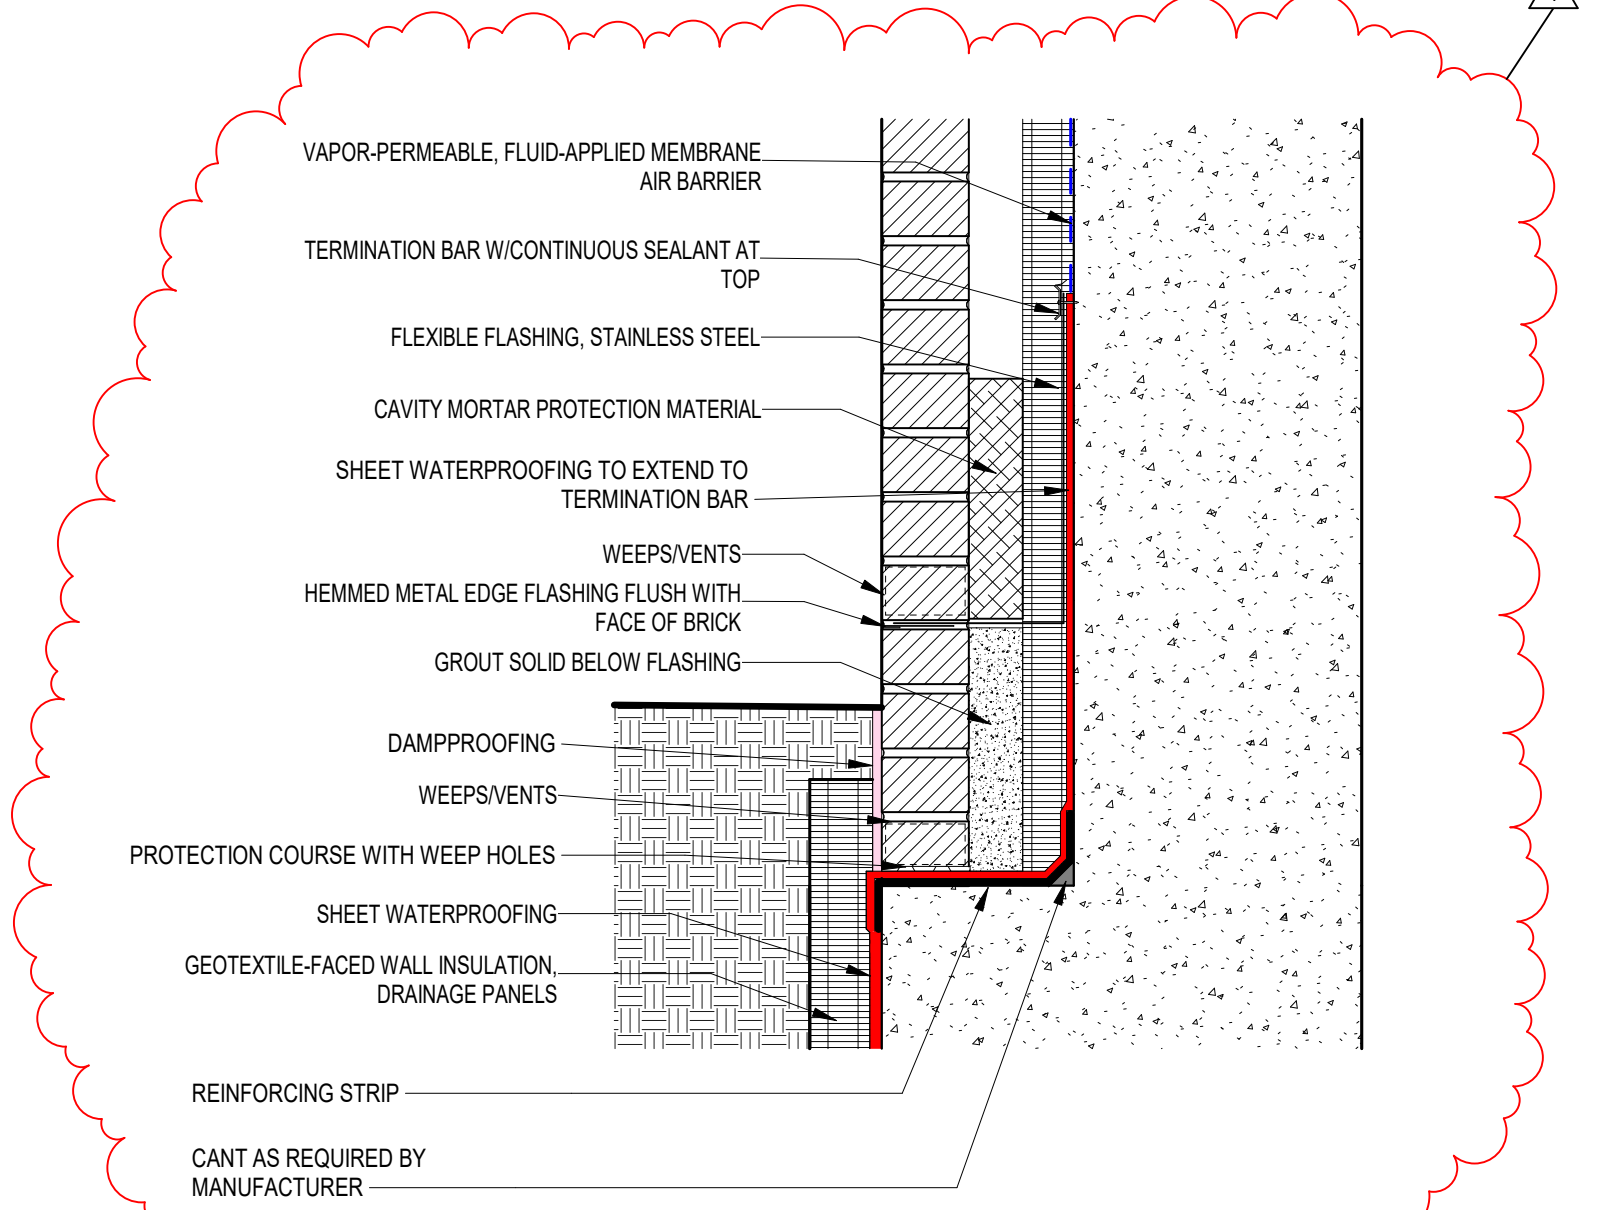 VAPOR-PERMEABLE, FLUID-APPLIED MEMBRANE
AIR BARRIER
TERMINATION BAR W/CONTINUOUS SEALANT AT
TOP
FLEXIBLE FLASHING, STAINLESS STEEL
CAVITY MORTAR PROTECTION MATERIAL
SHEET WATERPROOFING TO EXTEND TO
TERMINATION BAR
WEEPS/VENTS
HEMMED METAL EDGE FLASHING FLUSH WITH
FACE OF BRICK
GROUT SOLID BELOW FLASHING
DAMPPROOFING
WEEPS/VENTS
PROTECTION COURSE WITH WEEP HOLES
SHEET WATERPROOFING
GEOTEXTILE-FACED WALL INSULATION,
DRAINAGE PANELS
REINFORCING STRIP
CANT AS REQUIRED BY
MANUFACTURER